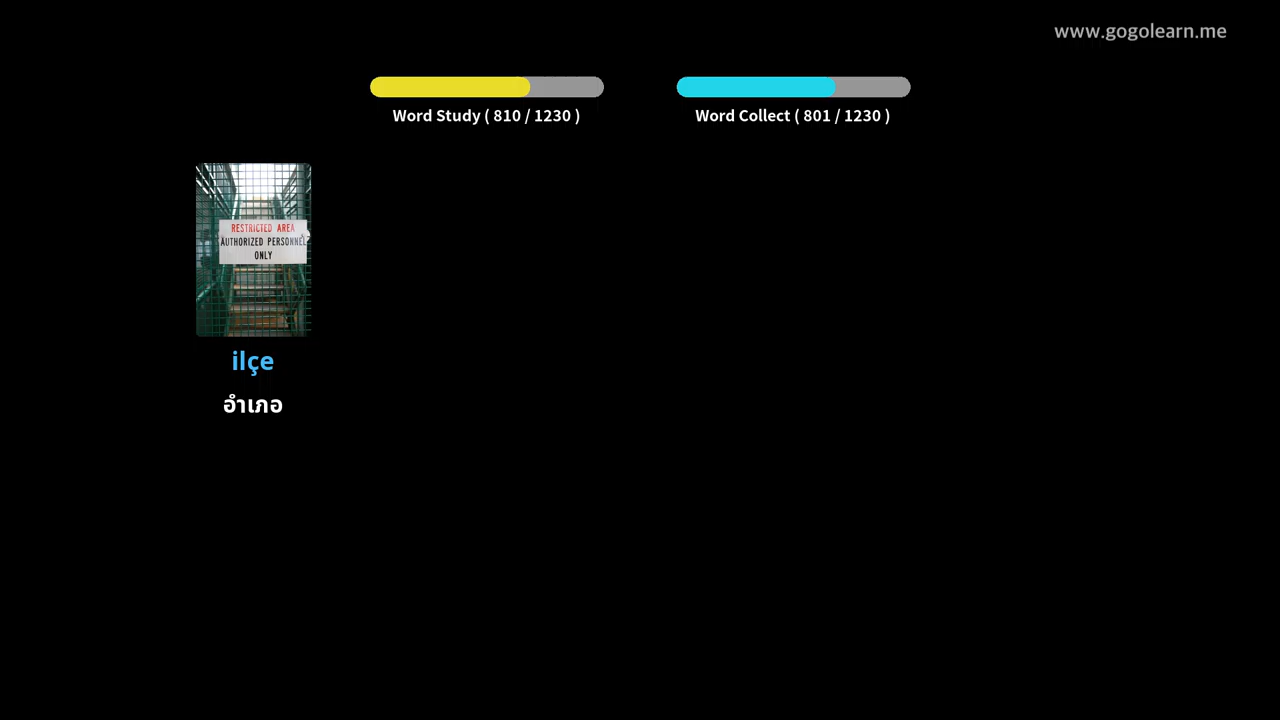 www.gogolearn.me
Word Study ( 810 / 1230 )
Word Collect ( 801 / 1230 )
RESTRICTED AREA
AUTHORIZED PERSONNEL
ONLY
ilçe
อำเภอ